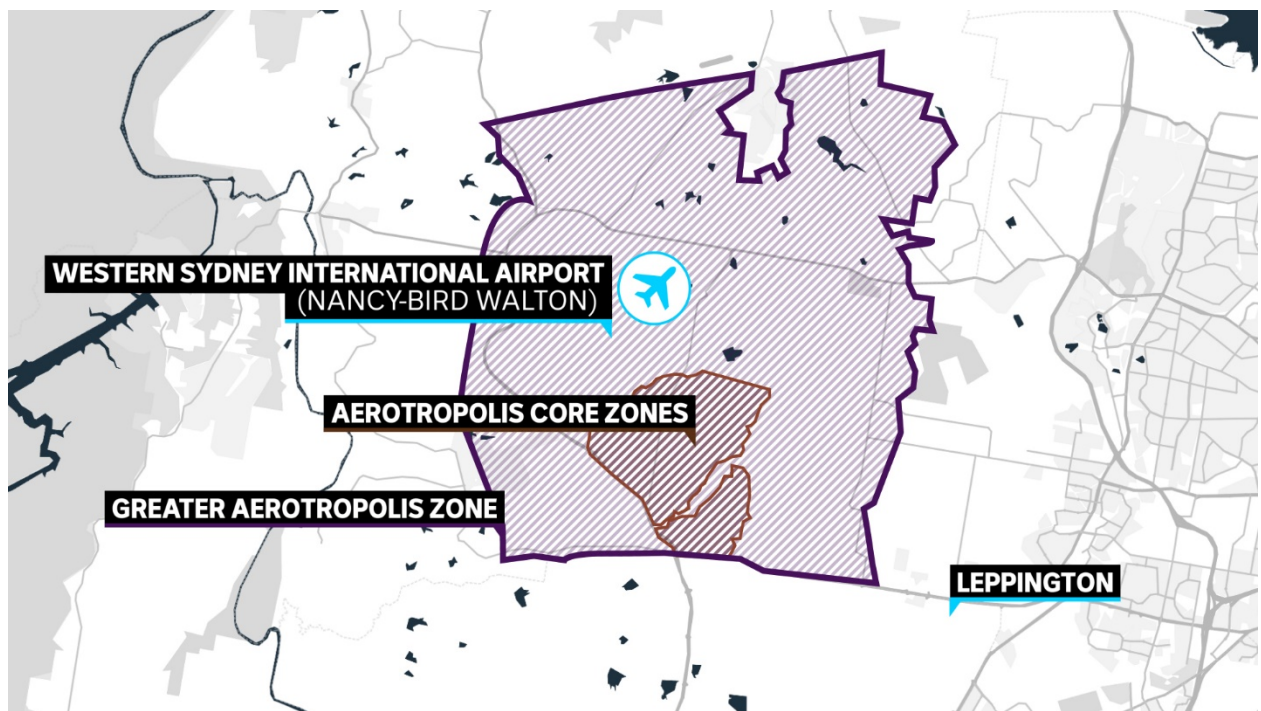 WESTERN SYDNEY INTERNATIONAL AIRPORT
(NANCY-BIRD WALTON)
AEROTROPOLIS CORE ZONES
GREATER AEROTROPOLIS ZONE
LEPPINGTON